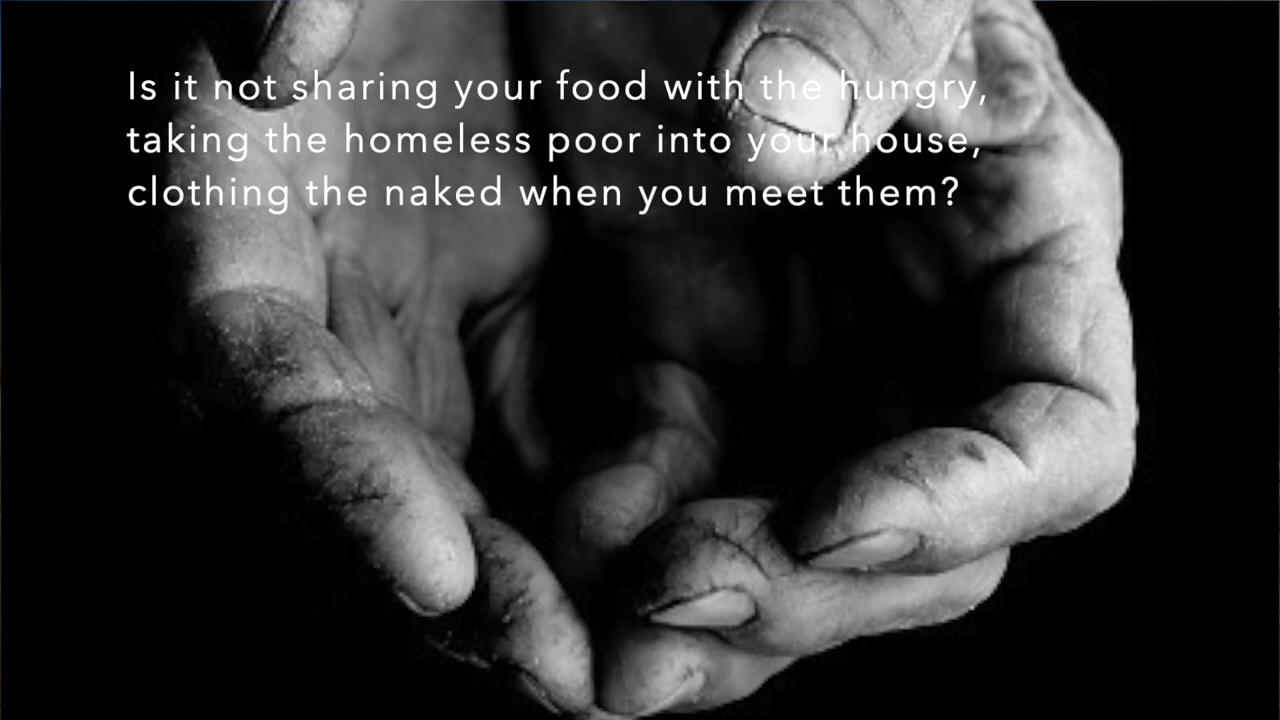 Is it not sharing your food with the hungry,
taking the homeless poor into your house,
clothing the naked when you meet them?